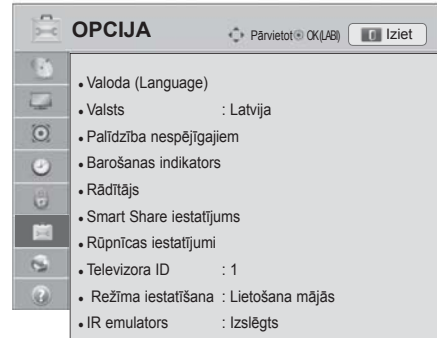 OPCIJA
Pārvietot OK(LABI) Iziet
• Valoda (Language)
• Valsts : Latvija
• Palīdzība nespējīgajiem
• Barošanas indikators
• Rādītājs
• Smart Share iestatījums
• Rūpnīcas iestatījumi
• Televizora ID : 1
• Režīma iestatīšana : Lietošana mājās
• IR emulators : Izslēgts